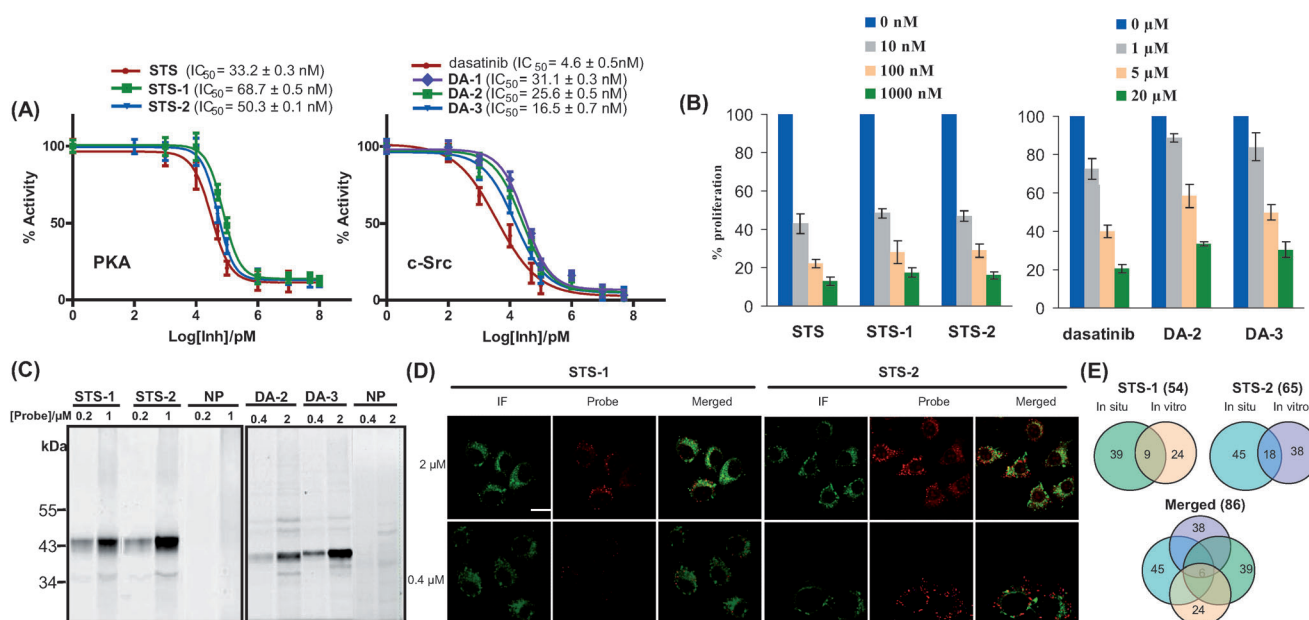 (A)
STS (IC50= 33.2 ± 0.3 nM)
STS-1 (IC50= 68.7 ± 0.5 nM)
STS-2 (IC50= 50.3 ± 0.1 nM)
% Activity
100
50
0
PKA
0 2 4 6 8
Log[Inh]/pM
dasatinib (IC50= 4.6 ± 0.5nM)
DA-1 (IC50= 31.1 ± 0.3 nM)
DA-2 (IC50= 25.6 ± 0.5 nM)
DA-3 (IC50= 16.5 ± 0.7 nM)
% Activity
100
50
0
c-Src
0 2 4 6 8
Log[Inh]/pM
(B)
0 nM
10 nM
100 nM
1000 nM
% proliferation
100
80
60
40
20
0
STS STS-1 STS-2
0 µM
1 µM
5 µM
20 µM
100
80
60
40
20
0
dasatinib DA-2 DA-3
(C)
STS-1 STS-2 NP DA-2 DA-3 NP
[Probe]/µM 0.2 1 0.2 1 0.2 1 0.4 2 0.4 2 0.4 2
kDa
55
43
34
(D)
STS-1 STS-2
IF Probe Merged IF Probe Merged
2 µM
0.4 µM
(E)
STS-1 (54) STS-2 (65)
In situ In vitro In situ In vitro
39 9 24 45 18 38
Merged (86)
38
45 6 39
24